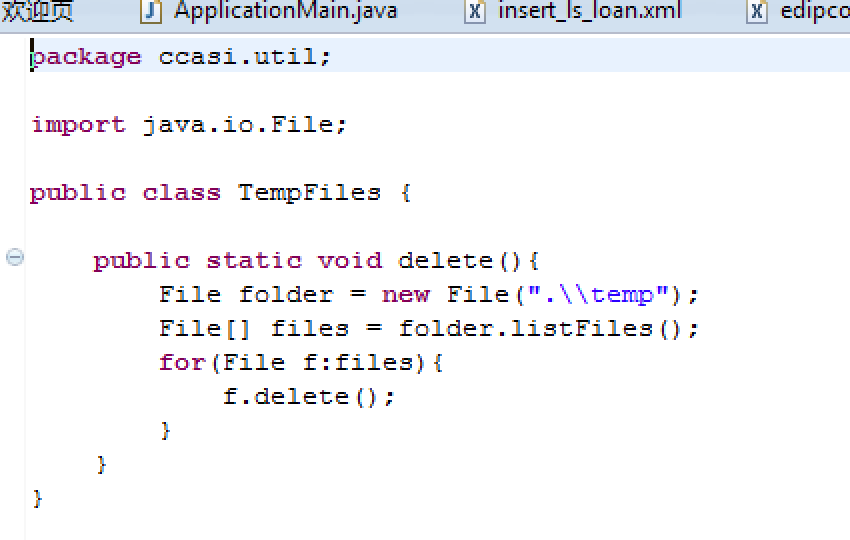 欢迎页 ApplicationMain.java insert_ls_loan.xml edipco
package ccasi.util;
import java.io.File;
public class TempFiles {
public static void delete(){
File folder = new File(".\\temp");
File[] files = folder.listFiles();
for(File f:files){
f.delete();
}
}
}